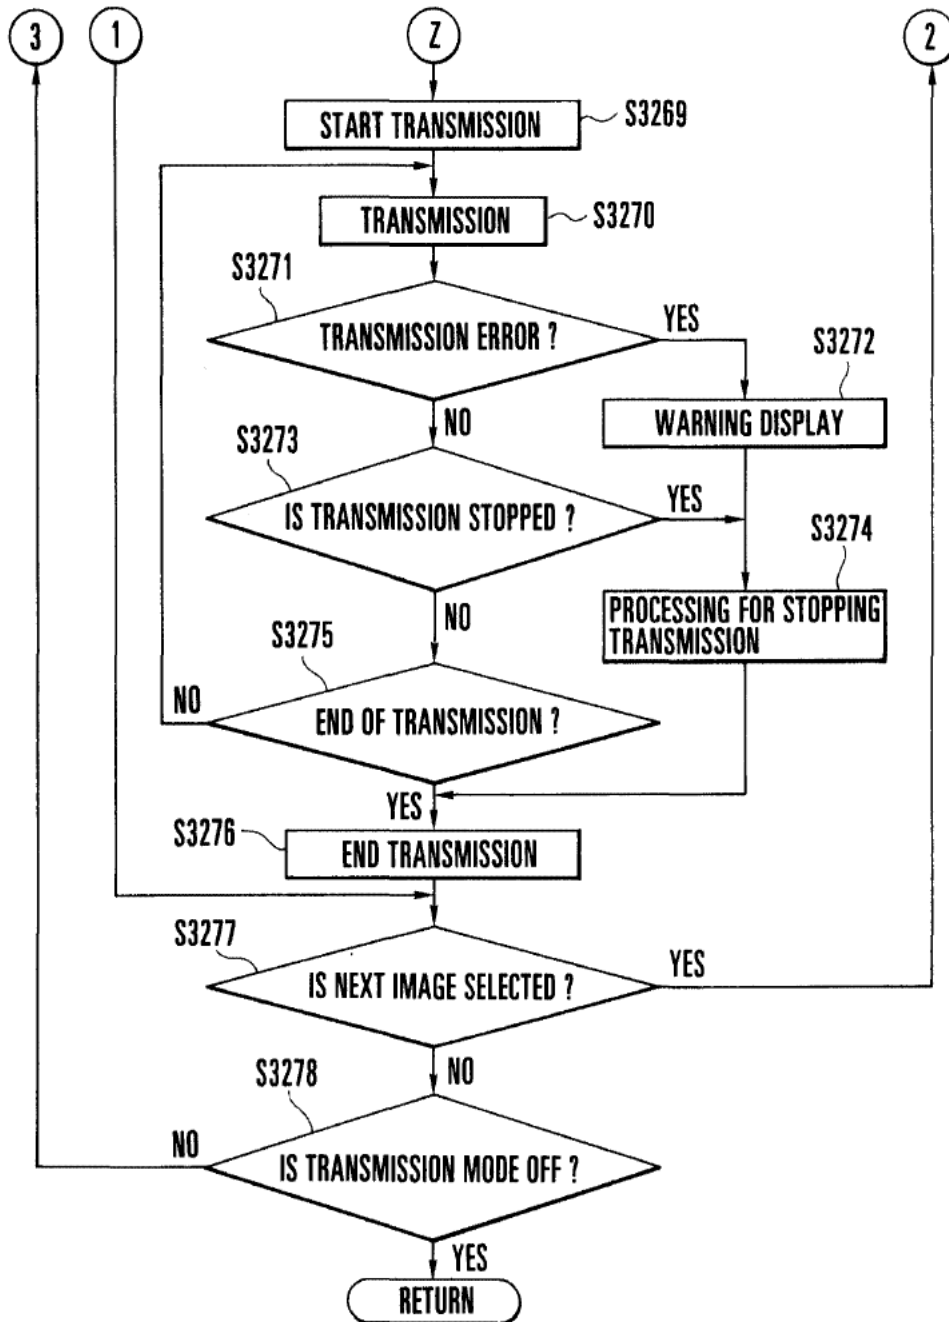 3
1
Z
2
START TRANSMISSION
S3269
TRANSMISSION
S3270
S3271
TRANSMISSION ERROR ?
YES
S3272
WARNING DISPLAY
NO
S3273
IS TRANSMISSION STOPPED ?
YES
S3274
PROCESSING FOR STOPPING
TRANSMISSION
NO
S3275
NO
END OF TRANSMISSION ?
YES
S3276
END TRANSMISSION
S3277
IS NEXT IMAGE SELECTED ?
YES
NO
S3278
NO
IS TRANSMISSION MODE OFF ?
YES
RETURN